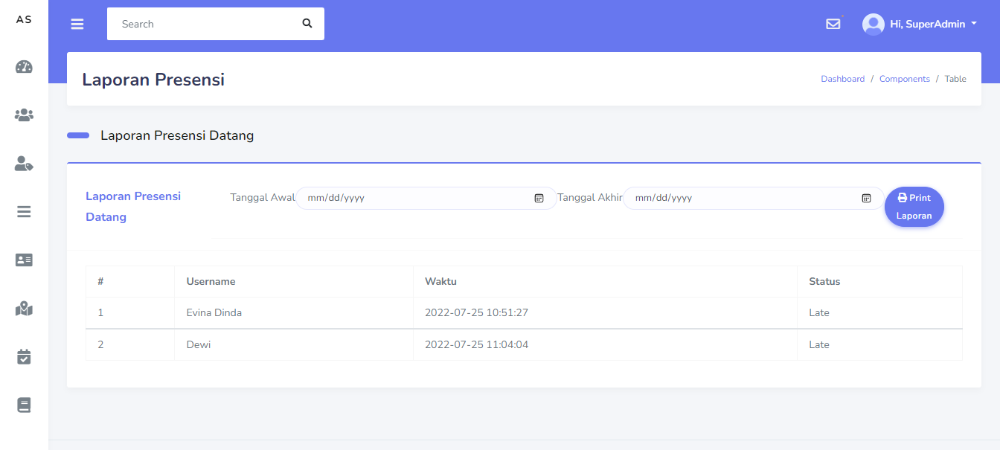 AS
Search
Hi, SuperAdmin
Laporan Presensi
Dashboard / Components / Table
Laporan Presensi Datang
Laporan Presensi
Datang
Tanggal Awal mm/dd/yyyy Tanggal Akhir mm/dd/yyyy
Print
Laporan
# Username Waktu Status
1 Evina Dinda 2022-07-25 10:51:27 Late
2 Dewi 2022-07-25 11:04:04 Late